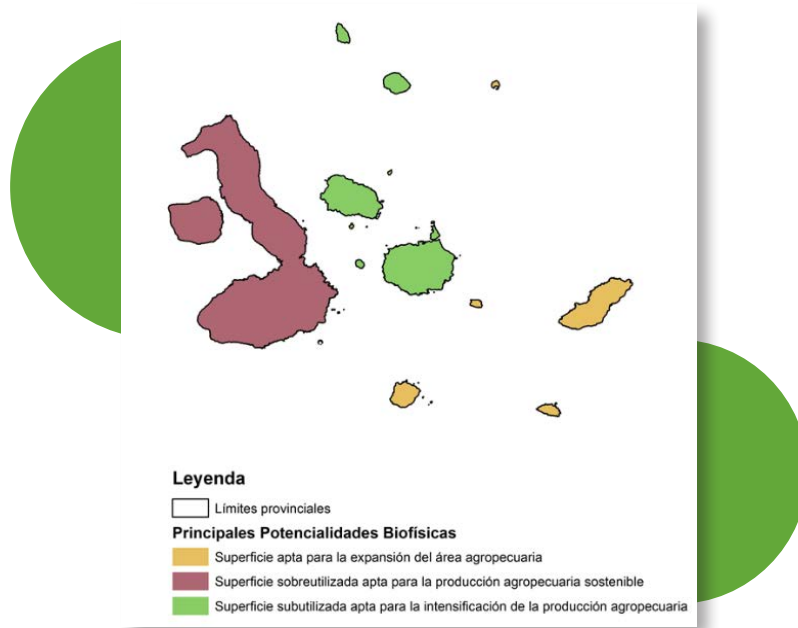 Leyenda
Límites provinciales
Principales Potencialidades Biofísicas
Superficie apta para la expansión del área agropecuaria
Superficie sobreutilizada apta para la producción agropecuaria sostenible
Superficie subutilizada apta para la intensificación de la producción agropecuaria